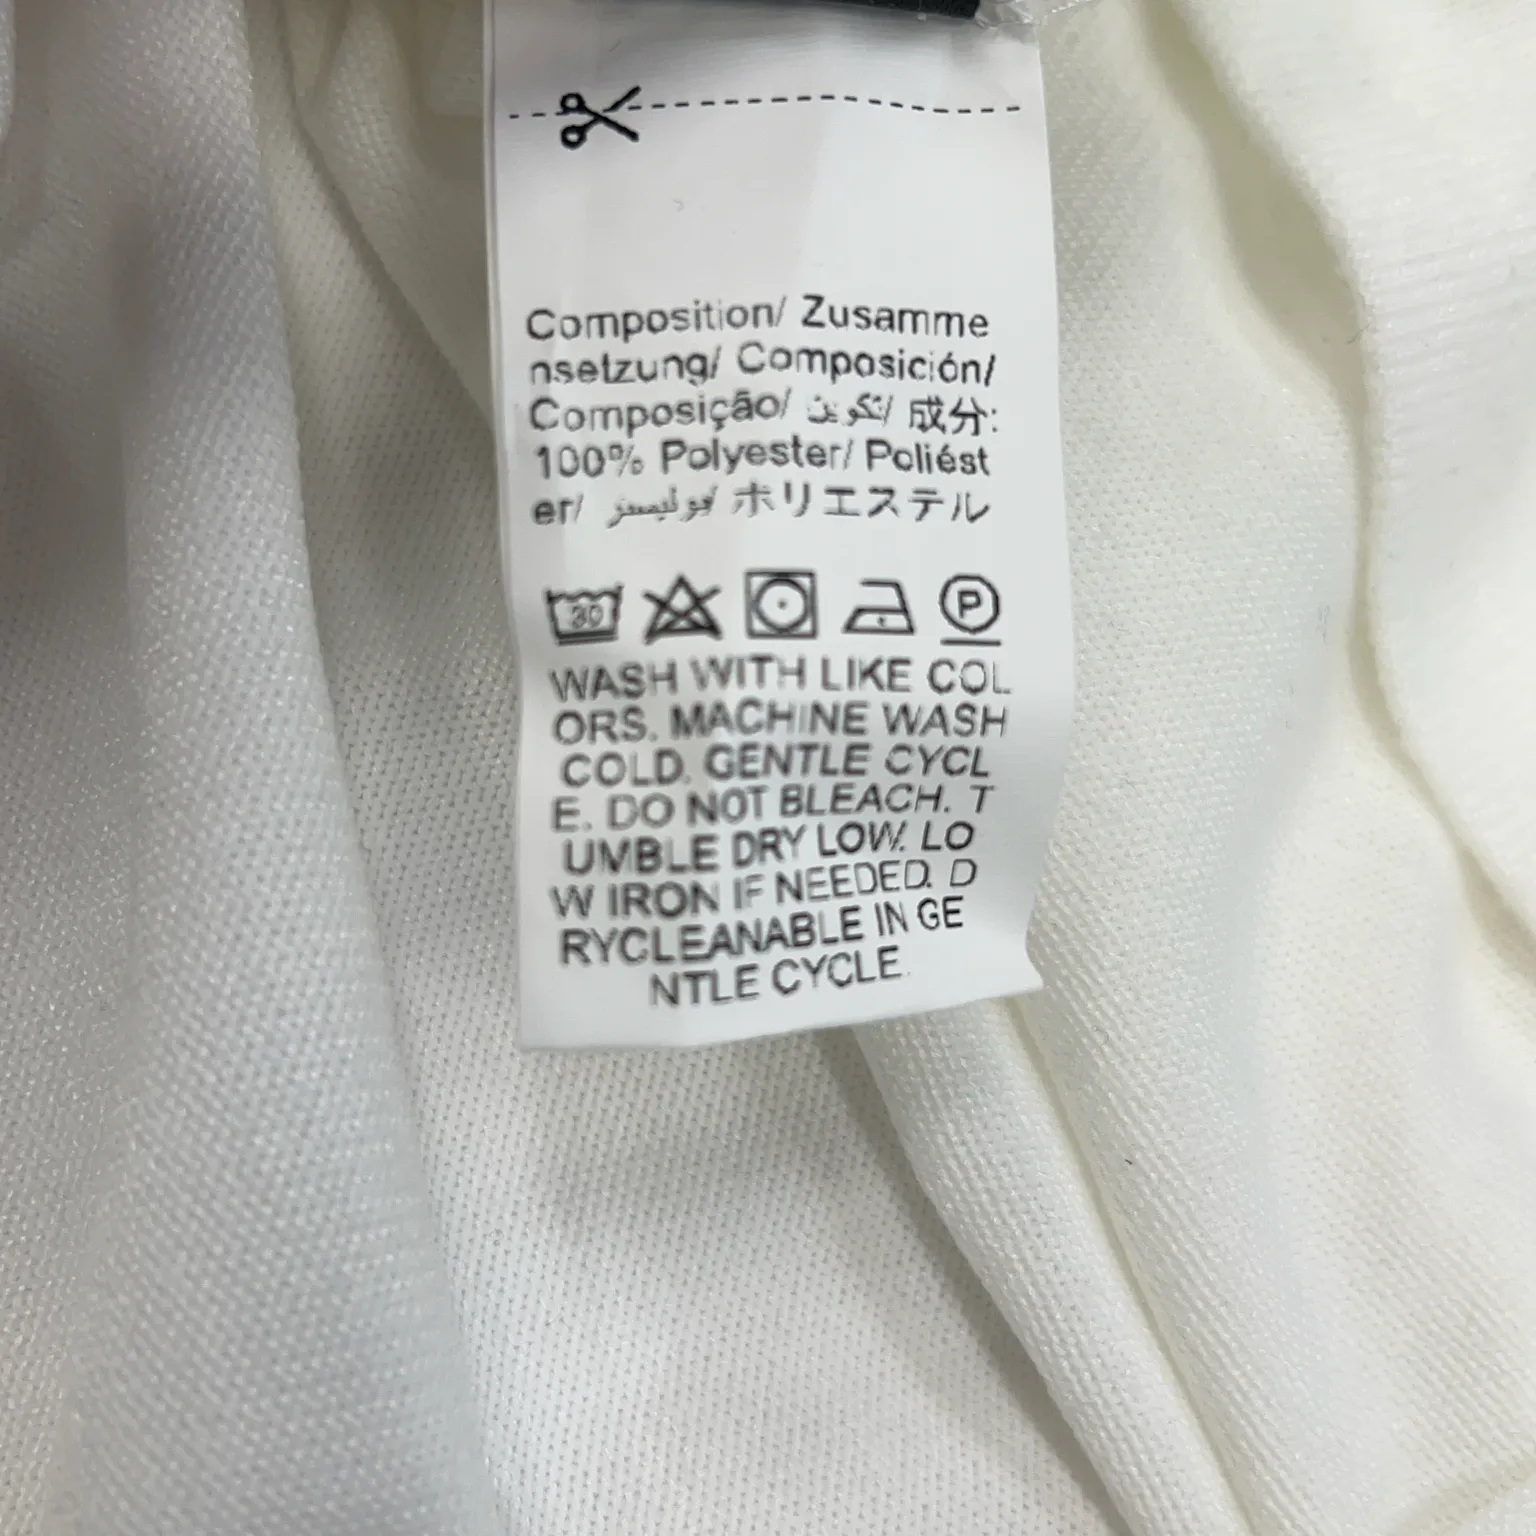 Composition/ Zusamme
nsetzung/ Composición/
Composição/ تكوين/ 成分:
100% Polyester/ Poliést
er/ بوليستر/ ポリエステル
30
P
WASH WITH LIKE COL
ORS. MACHINE WASH
COLD. GENTLE CYCL
E. DO NOT BLEACH. T
UMBLE DRY LOW. LO
W IRON IF NEEDED. D
RYCLEANABLE IN GE
NTLE CYCLE.